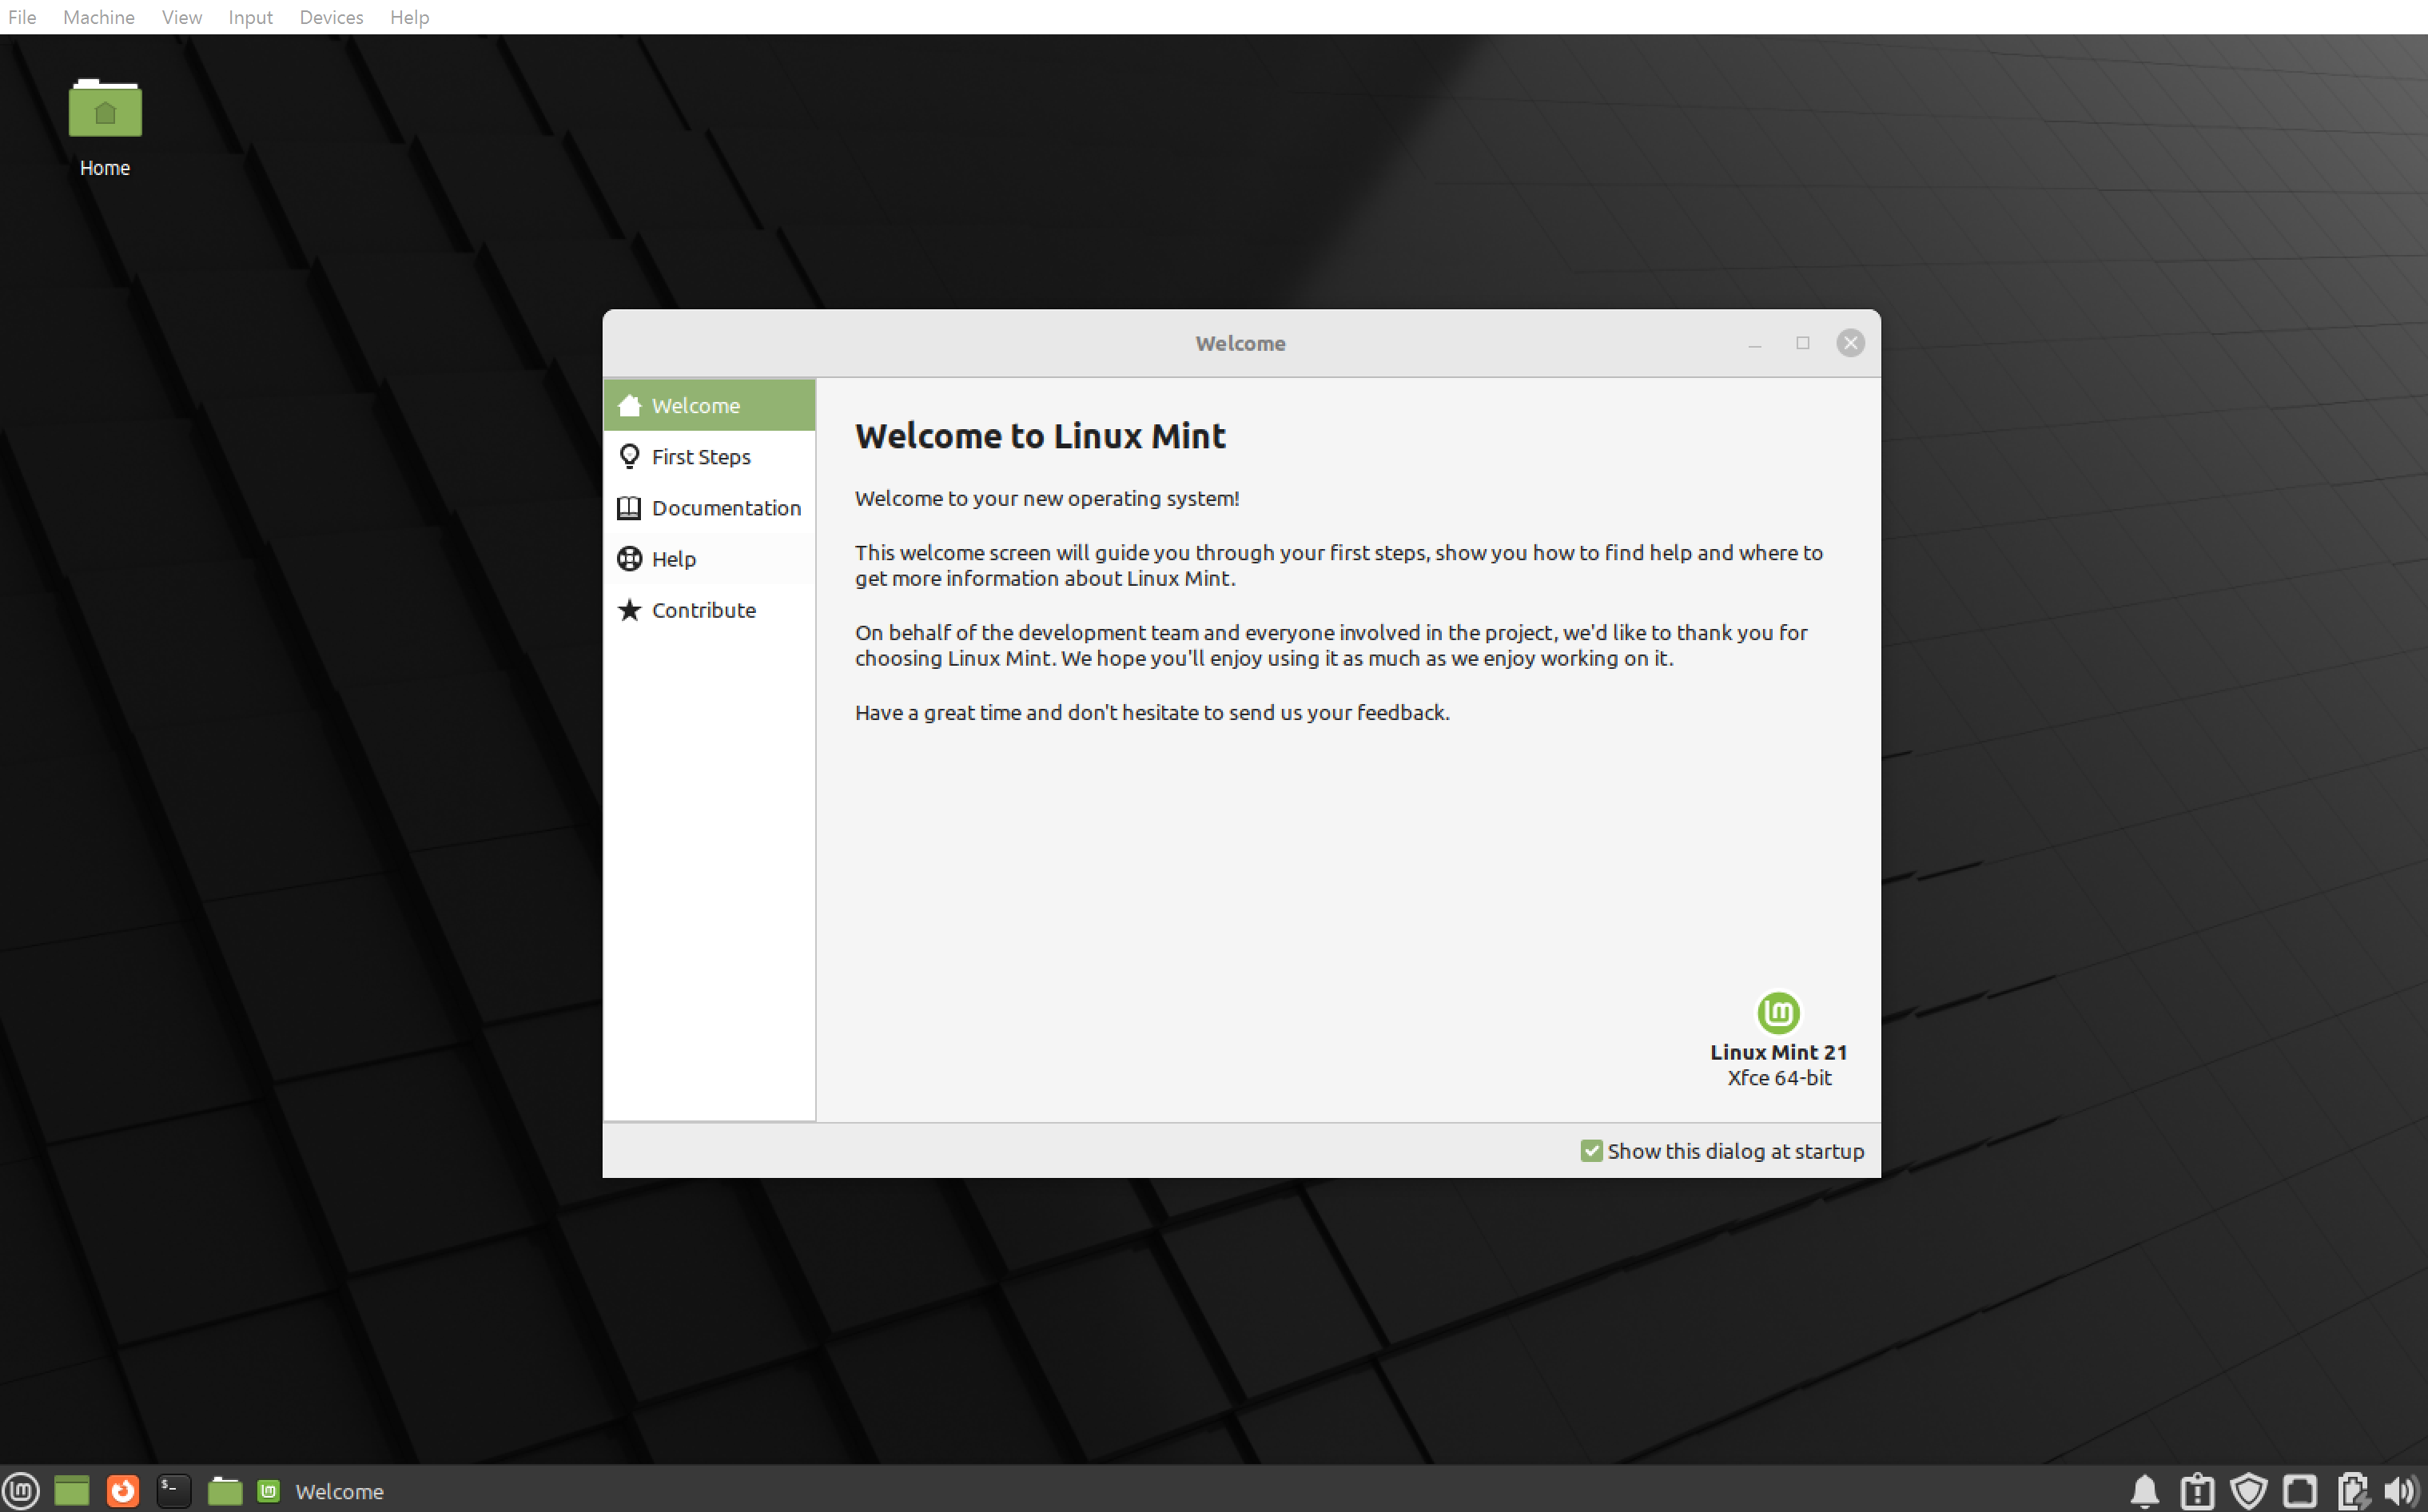 File Machine View Input Devices Help
Home
Welcome
Welcome
First Steps
Documentation
Help
Contribute
Welcome to Linux Mint
Welcome to your new operating system!
This welcome screen will guide you through your first steps, show you how to find help and where to
get more information about Linux Mint.
On behalf of the development team and everyone involved in the project, we'd like to thank you for
choosing Linux Mint. We hope you'll enjoy using it as much as we enjoy working on it.
Have a great time and don't hesitate to send us your feedback.
Linux Mint 21
Xfce 64-bit
Show this dialog at startup
$_ Welcome